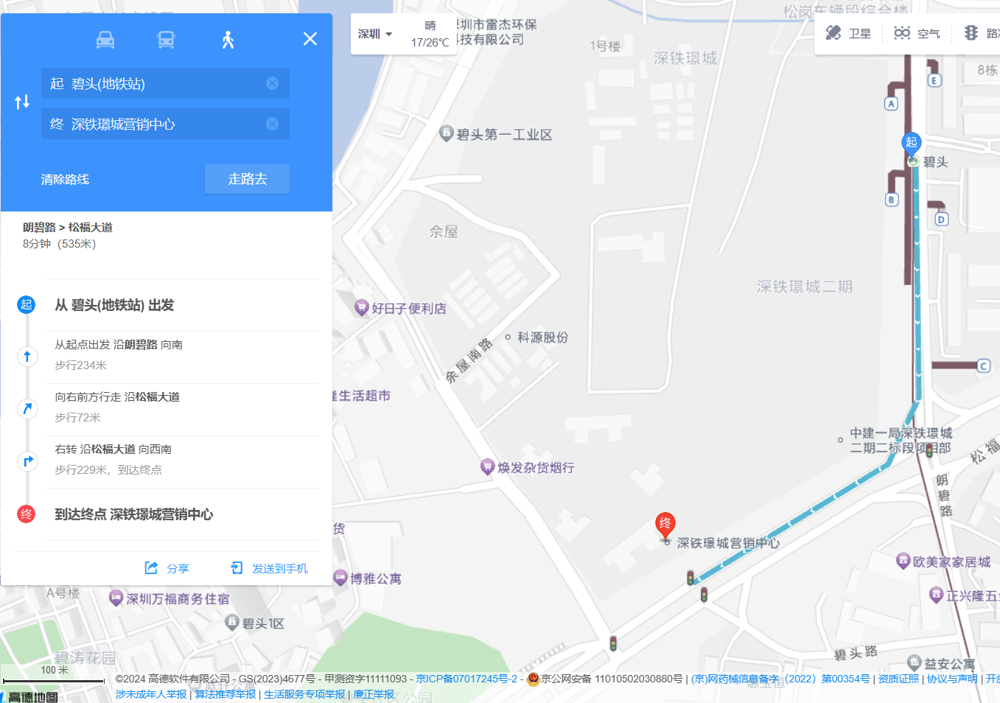 起 碧头(地铁站)
终 深铁璟城营销中心
清除路线
走路去
朗碧路 > 松福大道
8分钟（535米）
起
从 碧头(地铁站) 出发
从起点出发 沿朗碧路 向南
步行234米
向右前方行走 沿松福大道
步行72米
右转 沿松福大道 向西南
步行229米，到达终点
终
到达终点 深铁璟城营销中心
分享
发送到手机
深圳
晴
17/26℃
卫星
空气
松岗车辆段综合楼
深圳市雷杰环保
科技有限公司
1号楼
深铁璟城
8栋
E
A
碧头第一工业区
起
碧头
B
D
余屋
深铁璟城二期
好日子便利店
科源股份
余屋南路
C
隆生活超市
中建一局深铁璟城
二期二标段项目部
松福
焕发杂货烟行
朗碧路
终
深铁璟城营销中心
货
欧美家家居城
博雅公寓
A号楼
深圳万福商务住宿
正兴隆五金
碧头1区
碧头路
碧涛花园
益安公寓
100 米
高德地图
©2024 高德软件有限公司 - GS(2023)4677号 - 甲测资字11111093 - 京ICP备07017245号-2 - 京公网安备 11010502030880号 | (京)网药械信息备字（2022）第00354号 | 资质证照 | 协议与声明 | 开放
涉未成年人举报 | 算法推荐举报 | 生活服务专项举报 | 廉正举报